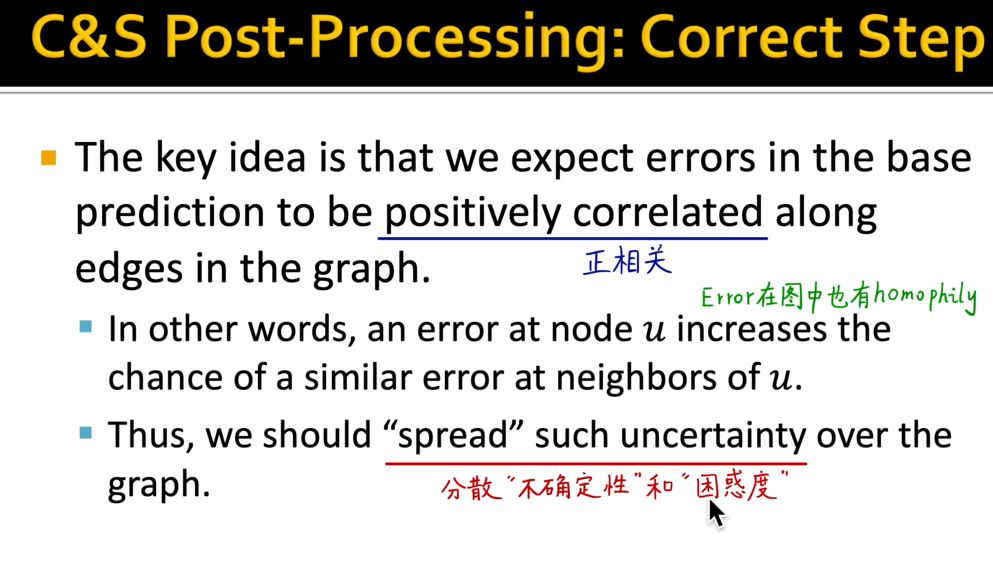 C&S Post-Processing: Correct Step
The key idea is that we expect errors in the base
prediction to be positively correlated along
edges in the graph.
正相关
Error在图中也有homophily
In other words, an error at node u increases the
chance of a similar error at neighbors of u.
Thus, we should “spread” such uncertainty over the
graph.
分散“不确定性”和“困惑度”